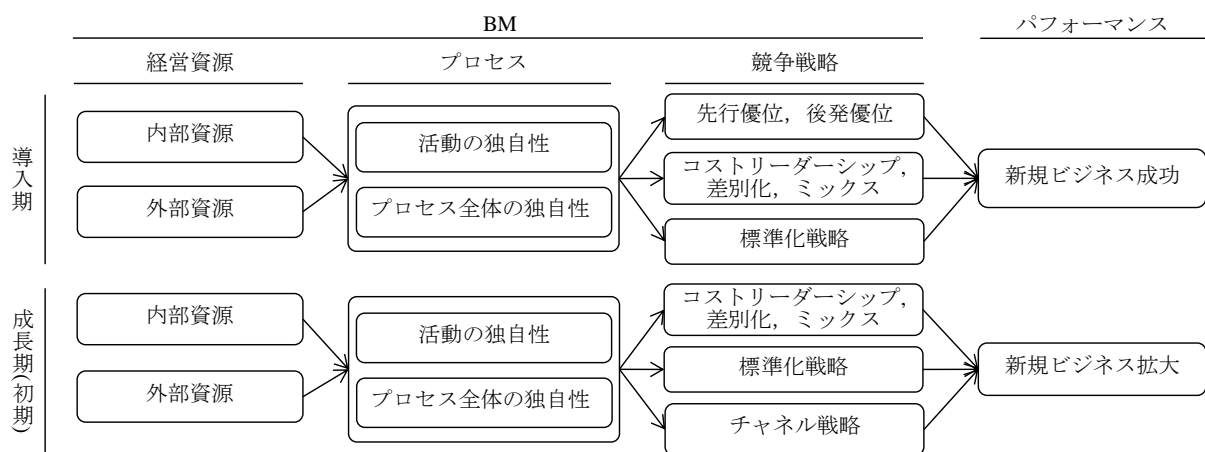 BM
パフォーマンス
経営資源
プロセス
競争戦略
導入期
内部資源
外部資源
活動の独自性
プロセス全体の独自性
先行優位，後発優位
コストリーダーシップ，
差別化，ミックス
標準化戦略
新規ビジネス成功
成長期(初期)
内部資源
外部資源
活動の独自性
プロセス全体の独自性
コストリーダーシップ，
差別化，ミックス
標準化戦略
チャネル戦略
新規ビジネス拡大